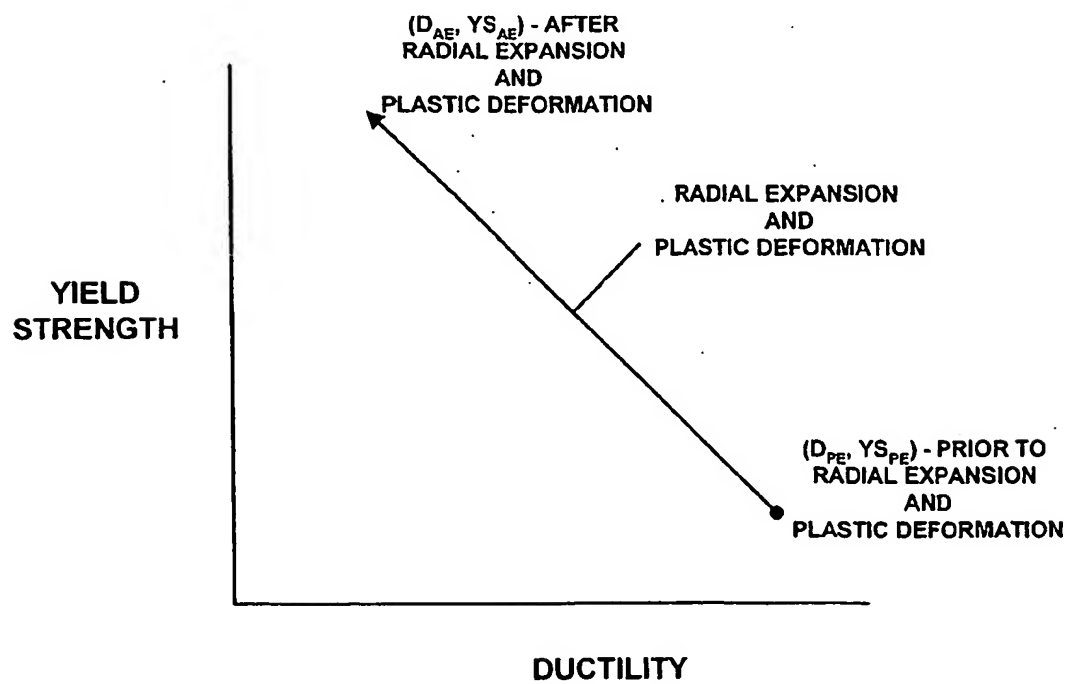 (D_AE, YS_AE) - AFTER
RADIAL EXPANSION
AND
PLASTIC DEFORMATION
RADIAL EXPANSION
AND
PLASTIC DEFORMATION
YIELD
STRENGTH
(D_PE, YS_PE) - PRIOR TO
RADIAL EXPANSION
AND
PLASTIC DEFORMATION
DUCTILITY